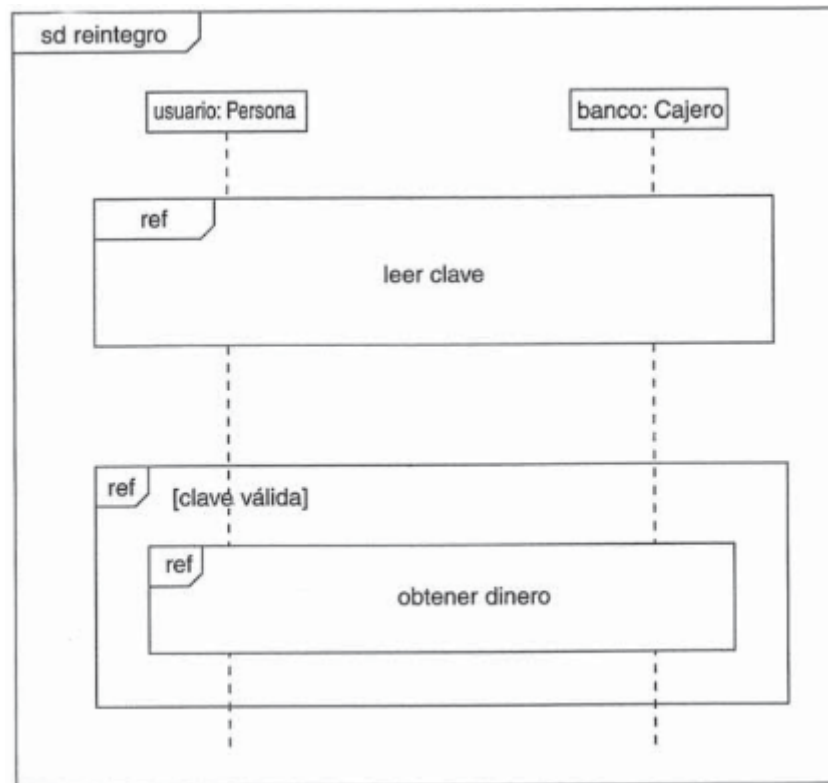 sd reintegro
usuario: Persona
banco: Cajero
ref
leer clave
ref
[clave válida]
ref
obtener dinero